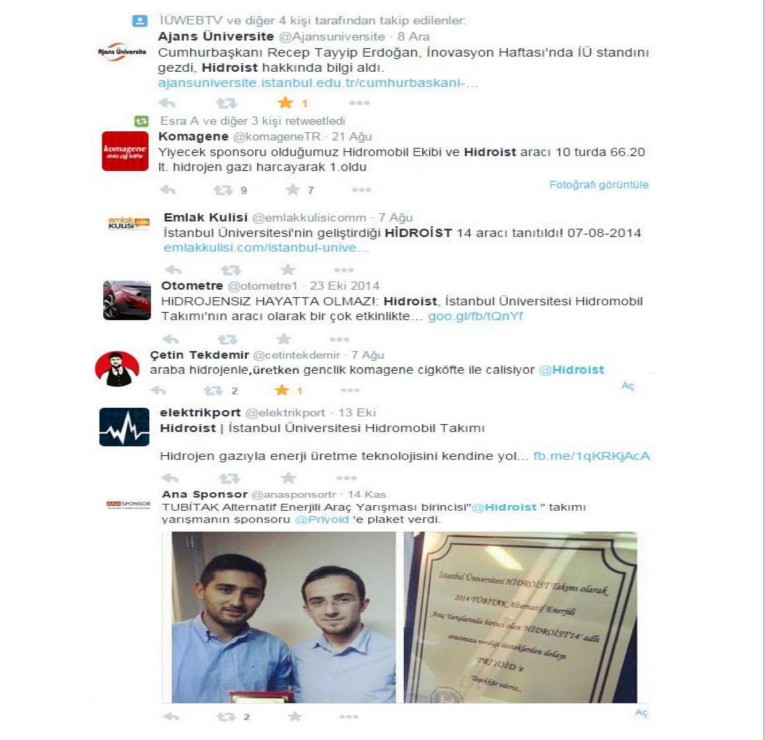 İÜWEBTV ve diğer 4 kişi tarafından takip edilenler:
Ajans Üniversite @Ajansuniversite · 8 Ara
Ajans Üniversite
Cumhurbaşkanı Recep Tayyip Erdoğan, İnovasyon Haftası'nda İÜ standını
gezdi, Hidroist hakkında bilgi aldı.
ajansuniversite.istanbul.edu.tr/cumhurbaskani-...
1
Esra A ve diğer 3 kişi retweetledi
Komagene @komageneTR · 21 Ağu
komagene
Yiyecek sponsoru olduğumuz Hidromobil Ekibi ve Hidroist aracı 10 turda 66.20
lt. hidrojen gazı harcayarak 1.oldu
9 7
Fotoğrafı görüntüle
Emlak Kulisi @emlakkulisicomm · 7 Ağu
emlak
KULİSİ
İstanbul Üniversitesi'nin geliştirdiği HİDROİST 14 aracı tanıtıldı! 07-08-2014
emlakkulisi.com/istanbul-unive...
Otometre @otometre1 · 23 Eki 2014
HiDROJENSiZ HAYATTA OLMAZ!: Hidroist, İstanbul Üniversitesi Hidromobil
Takımı'nın aracı olarak bir çok etkinlikte... goo.gl/fb/tQnYf
Çetin Tekdemir @cetintekdemir · 7 Ağu
araba hidrojenle,üretken genclik komagene cigköfte ile calisiyor @Hidroist
2 1
Aç
elektrikport @elektrikport · 13 Eki
Hidroist | İstanbul Üniversitesi Hidromobil Takımı
Hidrojen gazıyla enerji üretme teknolojisini kendine yol... fb.me/1qKRKjAcA
Ana Sponsor @anasponsortr · 14 Kas
ANA SPONSOR
TUBİTAK Alternatif Enerjili Araç Yarışması birincisi"@Hidroist " takımı
yarışmanın sponsoru @Priyoid 'e plaket verdi.
İstanbul Üniversitesi HİDROİST Takımı olarak
2014 TÜBİTAK Alternatif Enerjili
Araç Yarışlarında birinci olan "HİDROİST14" adlı
aracımıza verdiği desteklerden dolayı
PRİYOİD'e
Teşekkür ederiz..
2
Aç